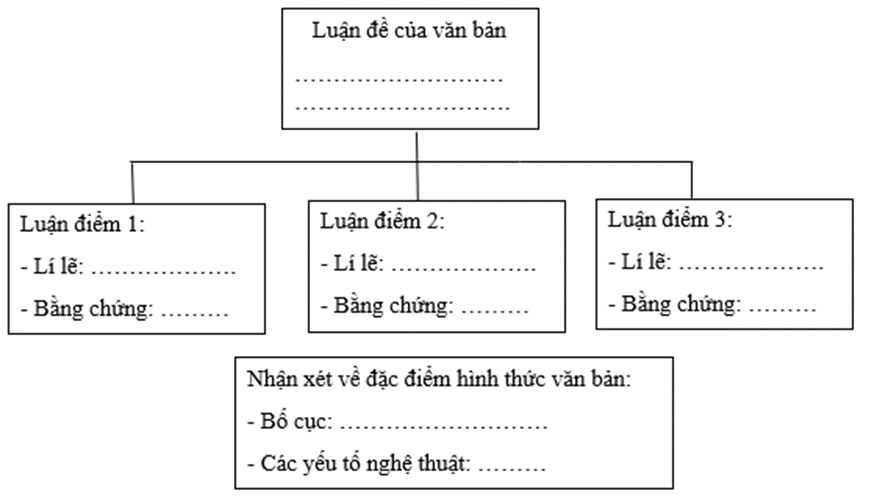 Luận đề của văn bản
………………………
……………………….
Luận điểm 1:
- Lí lẽ: ……………….
- Bằng chứng: ………
Luận điểm 2:
- Lí lẽ: ……………….
- Bằng chứng: ………
Luận điểm 3:
- Lí lẽ: ……………….
- Bằng chứng: ………
Nhận xét về đặc điểm hình thức văn bản:
- Bố cục: ………………………
- Các yếu tố nghệ thuật: ………